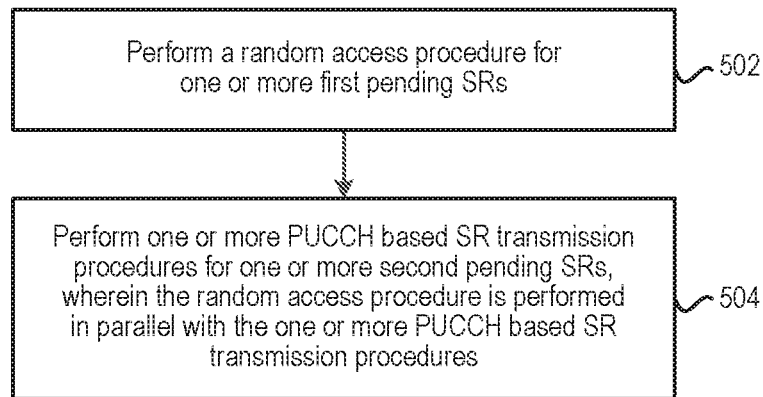 Perform a random access procedure for
one or more first pending SRs
502
Perform one or more PUCCH based SR transmission
procedures for one or more second pending SRs,
wherein the random access procedure is performed
in parallel with the one or more PUCCH based SR
transmission procedures
504